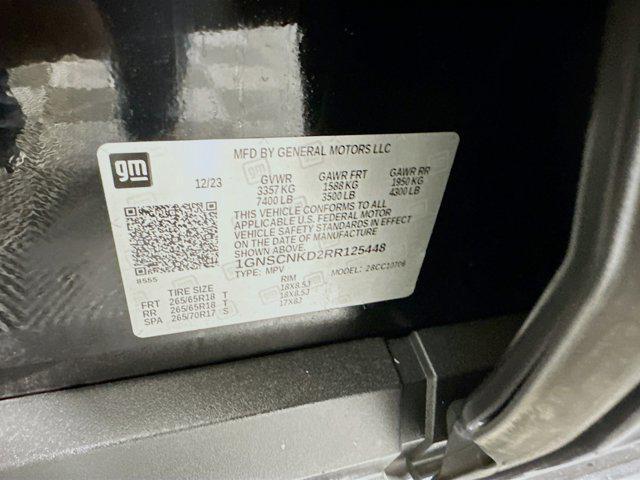 gm
MFD BY GENERAL MOTORS LLC
12/23
GVWR GAWR FRT GAWR RR
3357 KG 1588 KG 1950 KG
7400 LB 3500 LB 4300 LB
THIS VEHICLE CONFORMS TO ALL
APPLICABLE U.S. FEDERAL MOTOR
VEHICLE SAFETY STANDARDS IN EFFECT
ON THE DATE OF MANUFACTURE
SHOWN ABOVE.
1GNSCNKD2RR125448
TYPE: MPV MODEL: 28CC10706
8555
TIRE SIZE RIM
FRT 265/65R18 T 18X8.5J
RR 265/65R18 T 18X8.5J
SPA 265/70R17 S 17X8J